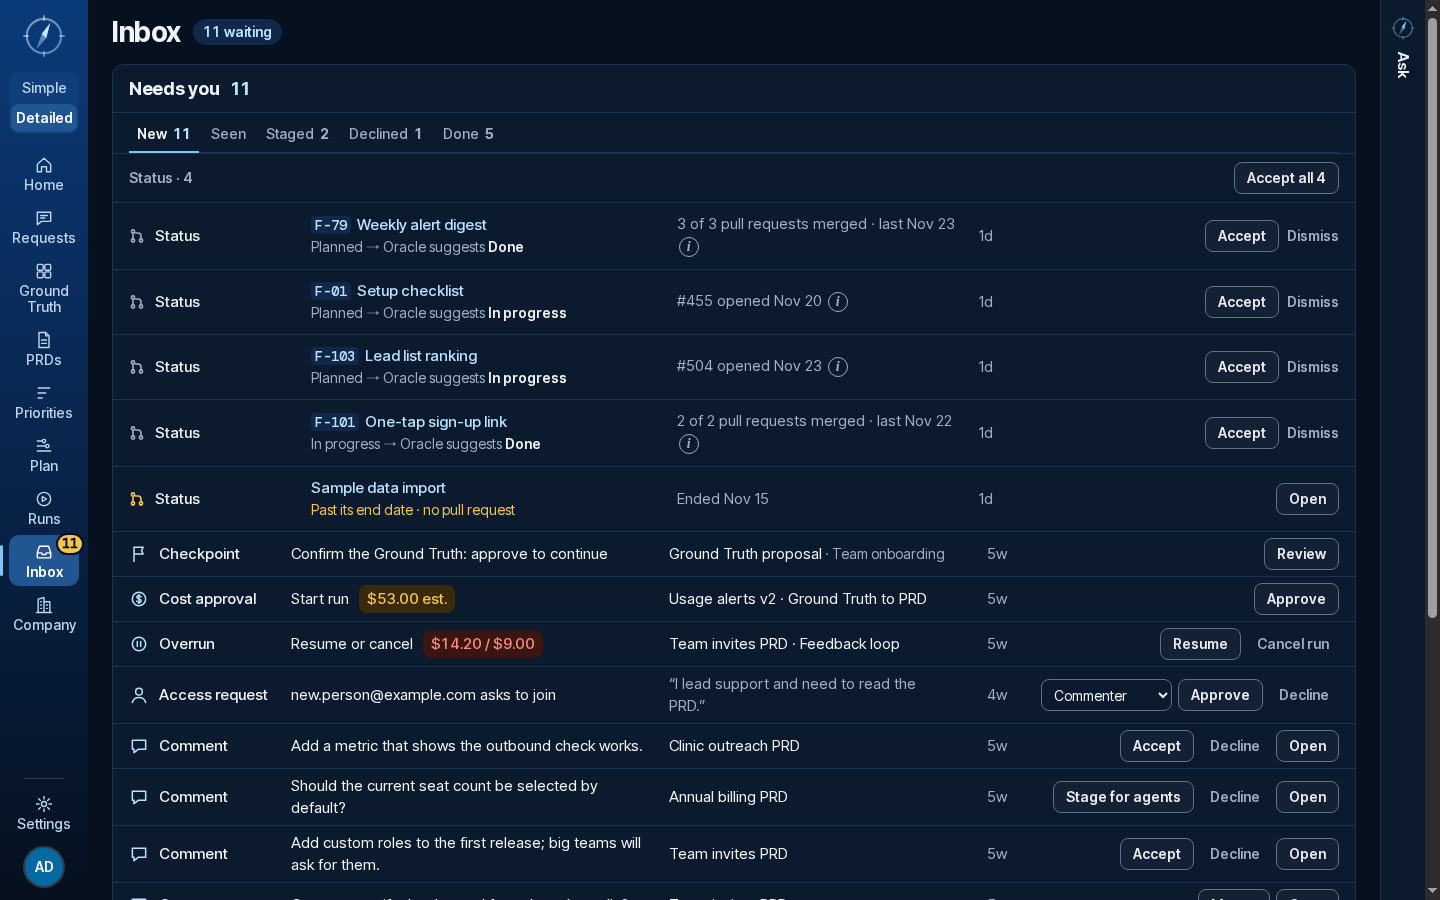 Simple
Detailed
Home
Requests
Ground
Truth
PRDs
Priorities
Plan
Runs
11
Inbox
Company
Settings
AD
Inbox 11 waiting
Needs you 11
New 11 Seen Staged 2 Declined 1 Done 5
Status · 4 Accept all 4
Status F-79 Weekly alert digest 3 of 3 pull requests merged · last Nov 23 1d Accept Dismiss
Planned → Oracle suggests Done i
Status F-01 Setup checklist #455 opened Nov 20 i 1d Accept Dismiss
Planned → Oracle suggests In progress
Status F-103 Lead list ranking #504 opened Nov 23 i 1d Accept Dismiss
Planned → Oracle suggests In progress
Status F-101 One-tap sign-up link 2 of 2 pull requests merged · last Nov 22 1d Accept Dismiss
In progress → Oracle suggests Done i
Status Sample data import Ended Nov 15 1d Open
Past its end date · no pull request
Checkpoint Confirm the Ground Truth: approve to continue Ground Truth proposal · Team onboarding 5w Review
Cost approval Start run $53.00 est. Usage alerts v2 · Ground Truth to PRD 5w Approve
Overrun Resume or cancel $14.20 / $9.00 Team invites PRD · Feedback loop 5w Resume Cancel run
Access request new.person@example.com asks to join “I lead support and need to read the 4w Commenter Approve Decline
PRD.”
Comment Add a metric that shows the outbound check works. Clinic outreach PRD 5w Accept Decline Open
Comment Should the current seat count be selected by Annual billing PRD 5w Stage for agents Decline Open
default?
Comment Add custom roles to the first release; big teams will Team invites PRD 5w Accept Decline Open
ask for them.
Ask